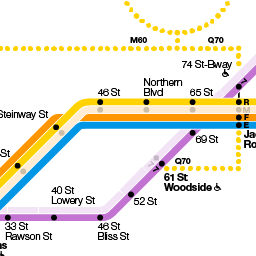 M60
Q70
74 St-Bway
Northern
Blvd
46 St
65 St
R
M
F
E
Steinway St
St
69 St
Ja
Ro
Q70
61 St
Woodside
40 St
Lowery St
52 St
33 St
Rawson St
46 St
Bliss St